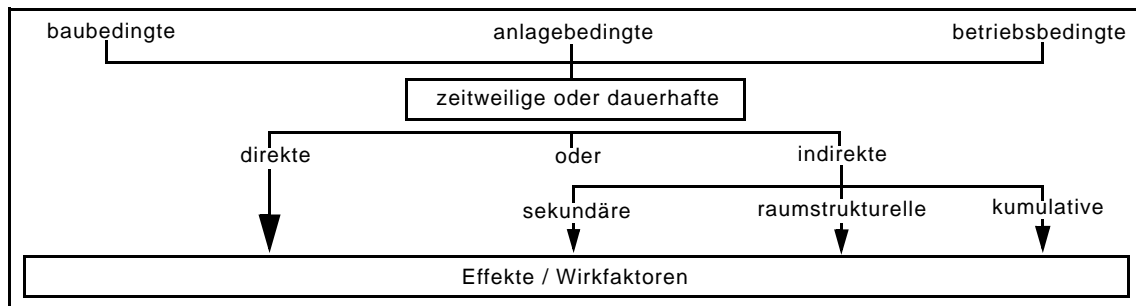 baubedingte anlagebedingte betriebsbedingte
zeitweilige oder dauerhafte
direkte oder indirekte
sekundäre raumstrukturelle kumulative
Effekte / Wirkfaktoren